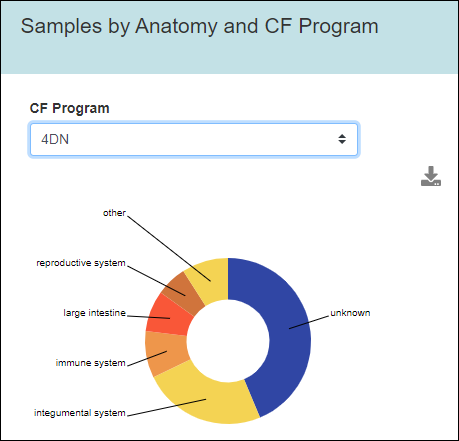 Samples by Anatomy and CF Program
CF Program
4DN
other
reproductive system
large intestine
unknown
immune system
integumental system